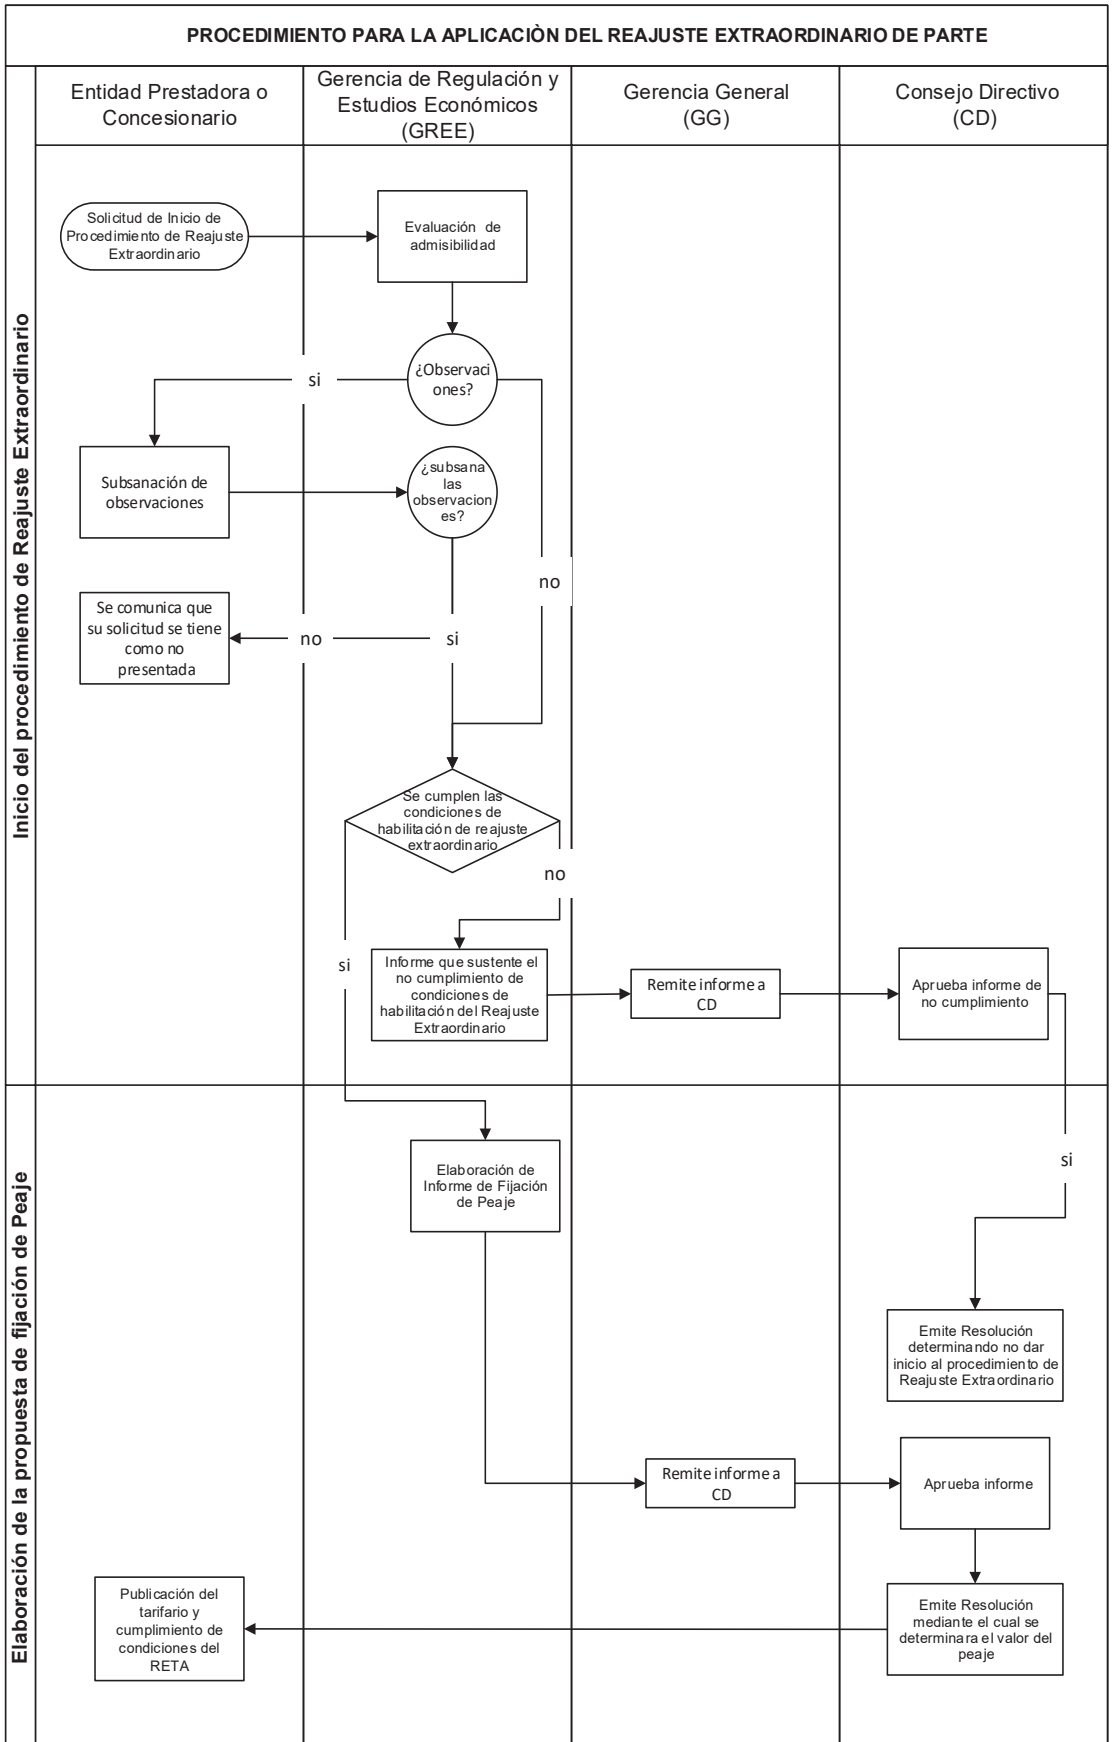 PROCEDIMIENTO PARA LA APLICACIÒN DEL REAJUSTE EXTRAORDINARIO DE PARTE
Entidad Prestadora o
Concesionario
Gerencia de Regulación y
Estudios Económicos
(GREE)
Gerencia General
(GG)
Consejo Directivo
(CD)
Inicio del procedimiento de Reajuste Extraordinario
Solicitud de Inicio de
Procedimiento de Reajuste
Extraordinario
Evaluación de
admisibilidad
¿Observaci
ones?
si
Subsanación de
observaciones
¿subsana
las
observacion
es?
no
Se comunica que
su solicitud se tiene
como no
presentada
no
si
Se cumplen las
condiciones de
habilitación de reajuste
extraordinario
no
si
Informe que sustente el
no cumplimiento de
condiciones de
habilitación del Reajuste
Extraordinario
Remite informe a
CD
Aprueba informe de
no cumplimiento
Elaboración de la propuesta de fijación de Peaje
Elaboración de
Informe de Fijación
de Peaje
si
Emite Resolución
determinando no dar
inicio al procedimiento de
Reajuste Extraordinario
Remite informe a
CD
Aprueba informe
Publicación del
tarifario y
cumplimiento de
condiciones del
RETA
Emite Resolución
mediante el cual se
determinara el valor del
peaje